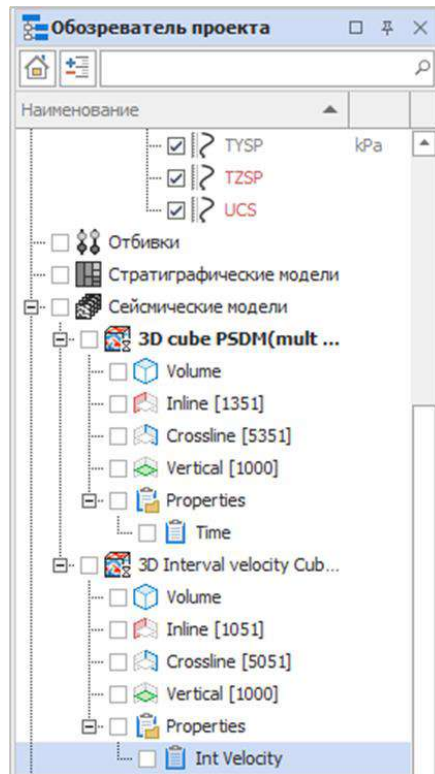 Обозреватель проекта
Наименование
TYSP kPa
TZSP
UCS
Отбивки
Стратиграфические модели
Сейсмические модели
3D cube PSDM(mult ...
Volume
Inline [1351]
Crossline [5351]
Vertical [1000]
Properties
Time
3D Interval velocity Cub...
Volume
Inline [1051]
Crossline [5051]
Vertical [1000]
Properties
Int Velocity